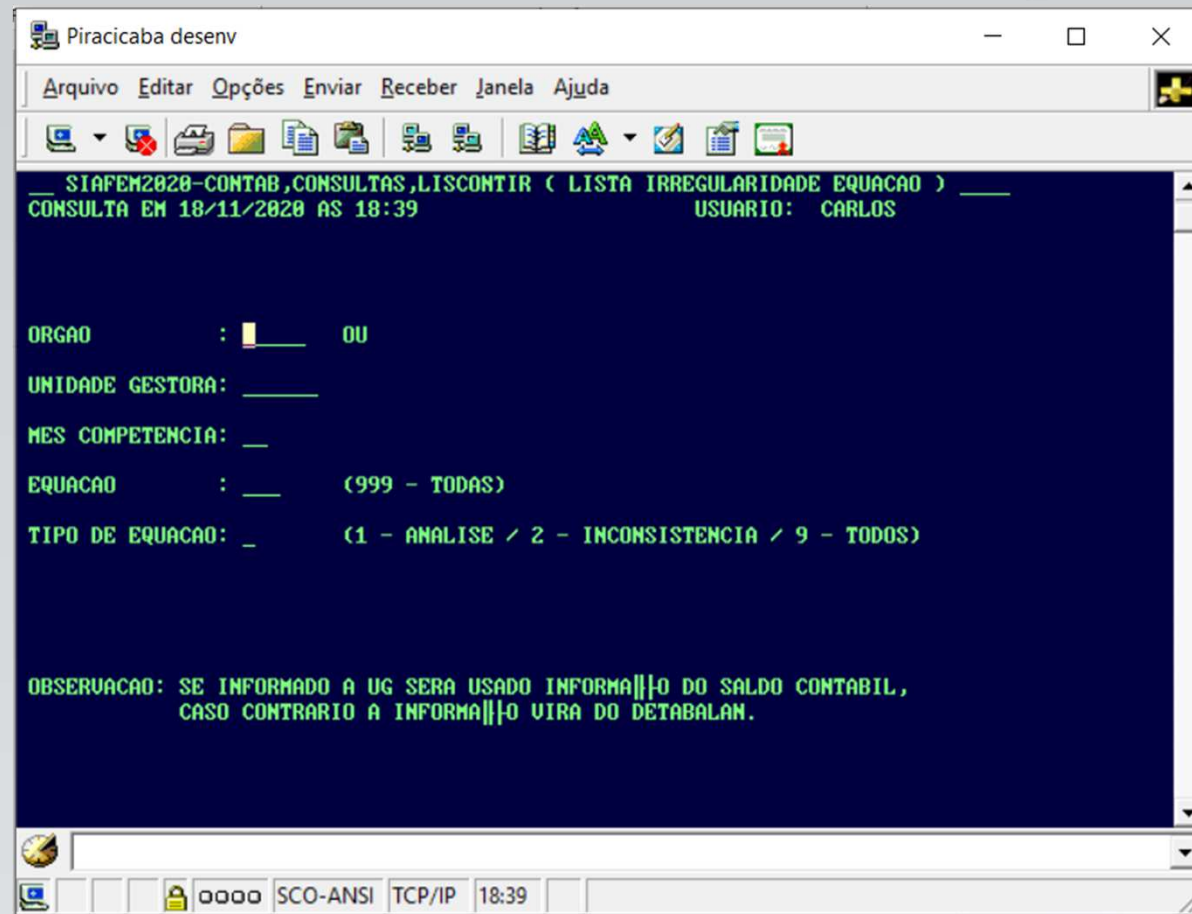 Piracicaba desenv
Arquivo Editar Opções Enviar Receber Janela Ajuda
__ SIAFEM2020-CONTAB,CONSULTAS,LISCONTIR ( LISTA IRREGULARIDADE EQUACAO ) ____
CONSULTA EM 18/11/2020 AS 18:39 USUARIO: CARLOS
ORGAO : _____ OU
UNIDADE GESTORA: ______
MES COMPETENCIA: __
EQUACAO : ___ (999 - TODAS)
TIPO DE EQUACAO: _ (1 - ANALISE / 2 - INCONSISTENCIA / 9 - TODOS)
OBSERVACAO: SE INFORMADO A UG SERA USADO INFORMA╟├O DO SALDO CONTABIL,
CASO CONTRARIO A INFORMA╟├O VIRA DO DETABALAN.
SCO-ANSI TCP/IP 18:39